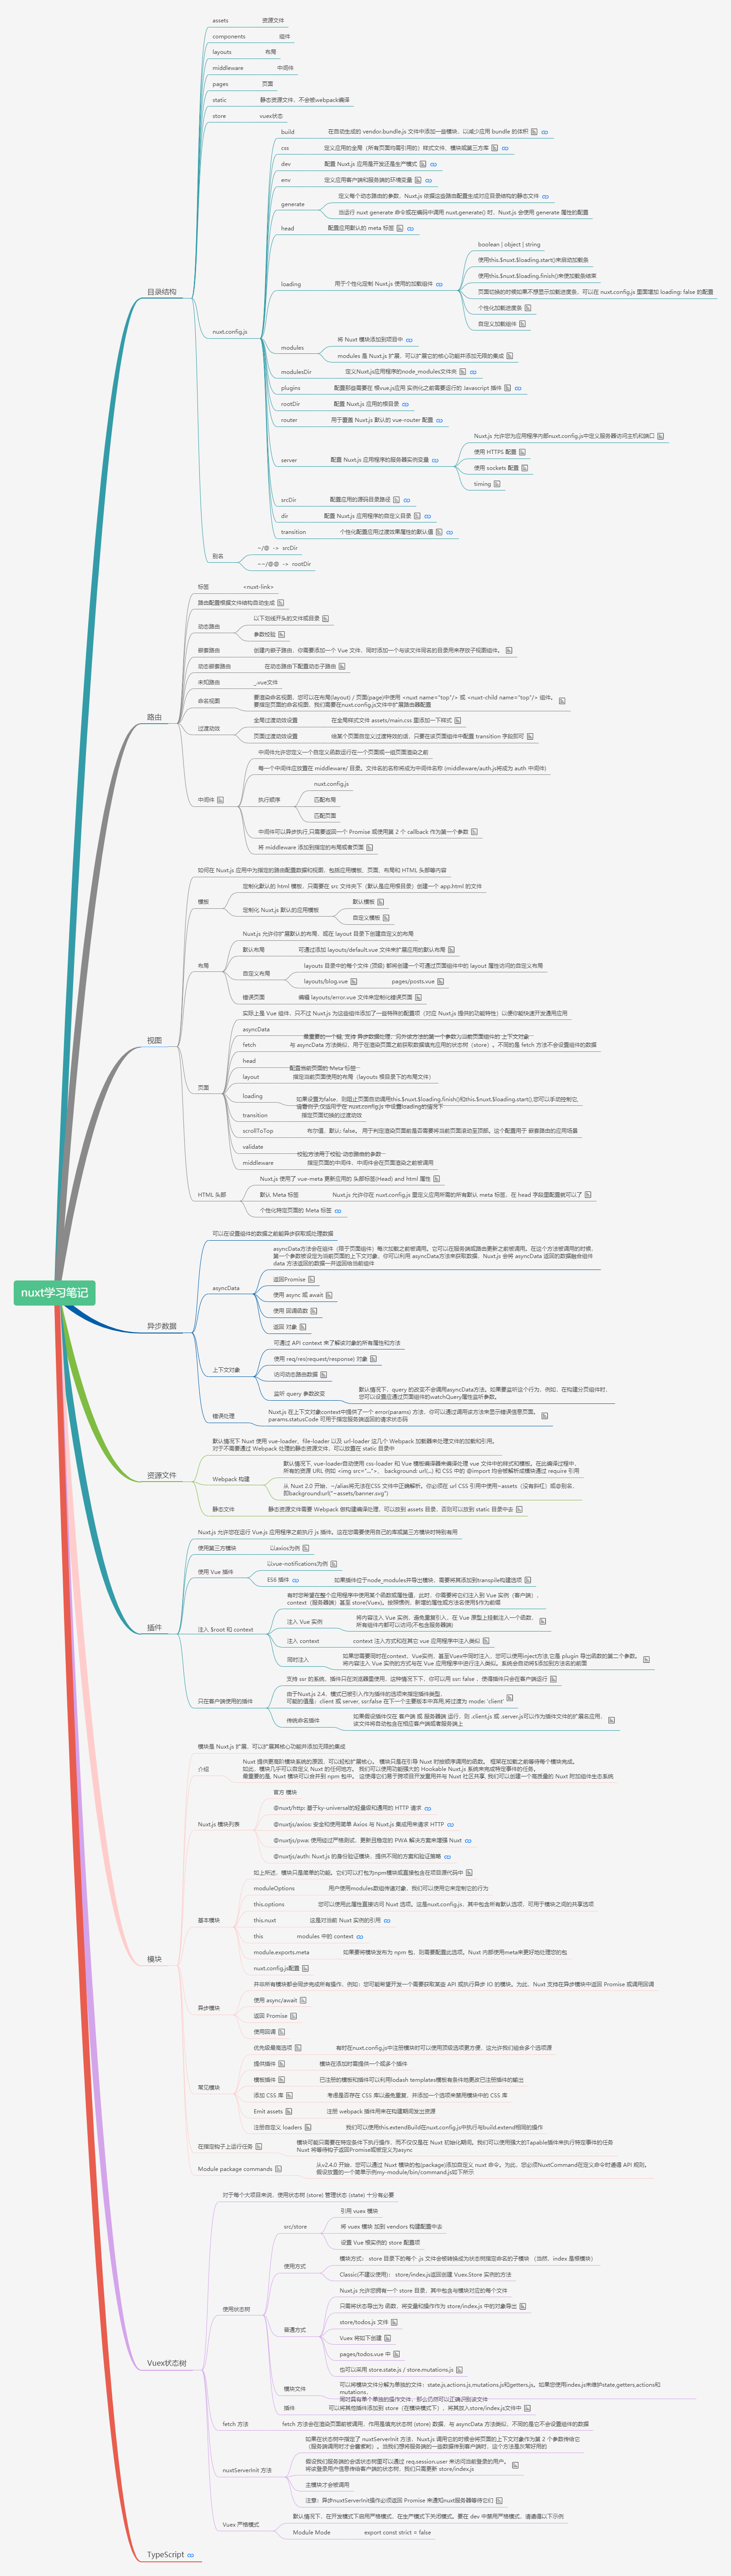 assets 资源文件
components 组件
layouts 布局
middleware 中间件
pages 页面
static 静态资源文件，不会被webpack编译
store vuex状态
目录结构
nuxt.config.js
build 在自动生成的 vendor.bundle.js 文件中添加一些模块，以减少应用 bundle 的体积
css 定义应用的全局（所有页面均需引用的）样式文件、模块或第三方库
dev 配置 Nuxt.js 应用是开发还是生产模式
env 定义应用客户端和服务端的环境变量
generate
定义每个动态路由的参数，Nuxt.js 依据这些路由配置生成对应目录结构的静态文件
当运行 nuxt generate 命令或在编码中调用 nuxt.generate() 时，Nuxt.js 会使用 generate 属性的配置
head 配置应用默认的 meta 标签
loading 用于个性化定制 Nuxt.js 使用的加载组件
boolean | object | string
使用this.$nuxt.$loading.start()来启动加载条
使用this.$nuxt.$loading.finish()来使加载条结束
页面切换的时候如果不想显示加载进度条，可以在 nuxt.config.js 里面增加 loading: false 的配置
个性化加载进度条
自定义加载组件
modules
将 Nuxt 模块添加到项目中
modules 是 Nuxt.js 扩展，可以扩展它的核心功能并添加无限的集成
modulesDir 定义Nuxt.js应用程序的node_modules文件夹
plugins 配置那些需要在 根vue.js应用 实例化之前需要运行的 Javascript 插件
rootDir 配置 Nuxt.js 应用的根目录
router 用于覆盖 Nuxt.js 默认的 vue-router 配置
server 配置 Nuxt.js 应用程序的服务器实例变量
Nuxt.js 允许您为应用程序内部nuxt.config.js中定义服务器访问主机和端口
使用 HTTPS 配置
使用 sockets 配置
timing
srcDir 配置应用的源码目录路径
dir 配置 Nuxt.js 应用程序的自定义目录
transition 个性化配置应用过渡效果属性的默认值
别名
~/@ -> srcDir
~~/@@ -> rootDir
路由
标签 <nuxt-link>
路由配置根据文件结构自动生成
动态路由
以下划线开头的文件或目录
参数校验
嵌套路由 创建内嵌子路由，你需要添加一个 Vue 文件，同时添加一个与该文件同名的目录用来存放子视图组件。
动态嵌套路由 在动态路由下配置动态子路由
未知路由 _.vue文件
命名视图
要渲染命名视图，您可以在布局(layout) / 页面(page)中使用 <nuxt name="top"/> 或 <nuxt-child name="top"/> 组件。
要指定页面的命名视图，我们需要在nuxt.config.js文件中扩展路由器配置
过渡动效
全局过渡动效设置 在全局样式文件 assets/main.css 里添加一下样式
页面过渡动效设置 给某个页面自定义过渡特效的话，只要在该页面组件中配置 transition 字段即可
中间件
中间件允许您定义一个自定义函数运行在一个页面或一组页面渲染之前
每一个中间件应放置在 middleware/ 目录。文件名的名称将成为中间件名称 (middleware/auth.js将成为 auth 中间件)
执行顺序
nuxt.config.js
匹配布局
匹配页面
中间件可以异步执行,只需要返回一个 Promise 或使用第 2 个 callback 作为第一个参数
将 middleware 添加到指定的布局或者页面
视图
如何在 Nuxt.js 应用中为指定的路由配置数据和视图，包括应用模板、页面、布局和 HTML 头部等内容
模板
定制化默认的 html 模板，只需要在 src 文件夹下（默认是应用根目录）创建一个 app.html 的文件
定制化 Nuxt.js 默认的应用模板
默认模板
自定义模板
布局
Nuxt.js 允许你扩展默认的布局，或在 layout 目录下创建自定义的布局
默认布局 可通过添加 layouts/default.vue 文件来扩展应用的默认布局
自定义布局
layouts 目录中的每个文件 (顶级) 都将创建一个可通过页面组件中的 layout 属性访问的自定义布局
layouts/blog.vue pages/posts.vue
错误页面 编辑 layouts/error.vue 文件来定制化错误页面
页面
实际上是 Vue 组件，只不过 Nuxt.js 为这些组件添加了一些特殊的配置项（对应 Nuxt.js 提供的功能特性）以便你能快速开发通用应用
asyncData 最重要的一个键, 支持 异步数据处理，另外该方法的第一个参数为当前页面组件的 上下文对象
fetch 与 asyncData 方法类似，用于在渲染页面之前获取数据填充应用的状态树（store）。不同的是 fetch 方法不会设置组件的数据
head 配置当前页面的 Meta 标签
layout 指定当前页面使用的布局（layouts 根目录下的布局文件）
loading
如果设置为false，则阻止页面自动调用this.$nuxt.$loading.finish()和this.$nuxt.$loading.start(),您可以手动控制它,
请看例子,仅适用于在 nuxt.config.js 中设置loading的情况下
transition 指定页面切换的过渡动效
scrollToTop 布尔值，默认: false。 用于判定渲染页面前是否需要将当前页面滚动至顶部。这个配置用于 嵌套路由的应用场景
validate 校验方法用于校验 动态路由的参数
middleware 指定页面的中间件，中间件会在页面渲染之前被调用
HTML 头部
Nuxt.js 使用了 vue-meta 更新应用的 头部标签(Head) and html 属性
默认 Meta 标签 Nuxt.js 允许你在 nuxt.config.js 里定义应用所需的所有默认 meta 标签，在 head 字段里配置就可以了
个性化特定页面的 Meta 标签
nuxt学习笔记
异步数据
可以在设置组件的数据之前能异步获取或处理数据
asyncData
asyncData方法会在组件（限于页面组件）每次加载之前被调用。它可以在服务端或路由更新之前被调用。在这个方法被调用的时候，
第一个参数被设定为当前页面的上下文对象，你可以利用 asyncData方法来获取数据，Nuxt.js 会将 asyncData 返回的数据融合组件
data 方法返回的数据一并返回给当前组件
返回Promise
使用 async 或 await
使用 回调函数
返回 对象
上下文对象
可通过 API context 来了解该对象的所有属性和方法
使用 req/res(request/response) 对象
访问动态路由数据
监听 query 参数改变
默认情况下，query 的改变不会调用asyncData方法。如果要监听这个行为，例如，在构建分页组件时，
您可以设置应通过页面组件的watchQuery属性监听参数。
错误处理
Nuxt.js 在上下文对象context中提供了一个 error(params) 方法，你可以通过调用该方法来显示错误信息页面。
params.statusCode 可用于指定服务端返回的请求状态码
资源文件
默认情况下 Nuxt 使用 vue-loader、file-loader 以及 url-loader 这几个 Webpack 加载器来处理文件的加载和引用。
对于不需要通过 Webpack 处理的静态资源文件，可以放置在 static 目录中
Webpack 构建
默认情况下, vue-loader自动使用 css-loader 和 Vue 模板编译器来编译处理 vue 文件中的样式和模板。在此编译过程中，
所有的资源 URL 例如 <img src="...">、 background: url(...) 和 CSS 中的 @import 均会被解析成模块通过 require 引用
从 Nuxt 2.0 开始，~/alias将无法在CSS 文件中正确解析。你必须在 url CSS 引用中使用~assets（没有斜杠）或@别名，
即background:url("~assets/banner.svg")
静态文件 静态资源文件需要 Webpack 做构建编译处理，可以放到 assets 目录，否则可以放到 static 目录中去
插件
Nuxt.js 允许您在运行 Vue.js 应用程序之前执行 js 插件。这在您需要使用自己的库或第三方模块时特别有用
使用第三方模块 以axios为例
使用 Vue 插件
以vue-notifications为例
ES6 插件 如果插件位于node_modules并导出模块，需要将其添加到transpile构建选项
注入 $root 和 context
有时您希望在整个应用程序中使用某个函数或属性值，此时，你需要将它们注入到 Vue 实例（客户端），
context（服务器端）甚至 store(Vuex)。按照惯例，新增的属性或方法名使用$作为前缀
注入 Vue 实例
将内容注入 Vue 实例，避免重复引入，在 Vue 原型上挂载注入一个函数，
所有组件内都可以访问(不包含服务器端)
注入 context context 注入方式和在其它 vue 应用程序中注入类似
同时注入
如果您需要同时在context，Vue实例，甚至Vuex中同时注入，您可以使用inject方法,它是 plugin 导出函数的第二个参数。
将内容注入 Vue 实例的方式与在 Vue 应用程序中进行注入类似。系统会自动将$添加到方法名的前面
只在客户端使用的插件
支持 ssr 的系统，插件只在浏览器里使用，这种情况下下，你可以用 ssr: false ，使得插件只会在客户端运行
由于Nuxt.js 2.4，模式已被引入作为插件的选项来指定插件类型，
可能的值是：client 或 server, ssr:false 在下一个主要版本中弃用,将过渡为 mode: 'client'
传统命名插件
如果假设插件仅在 客户端 或 服务器端 运行，则 .client.js 或 .server.js可以作为插件文件的扩展名应用，
该文件将自动包含在相应客户端或者服务端上
模块
模块是 Nuxt.js 扩展，可以扩展其核心功能并添加无限的集成
介绍
Nuxt 提供更高阶模块系统的原因，可以轻松扩展核心。 模块只是在引导 Nuxt 时按顺序调用的函数。 框架在加载之前等待每个模块完成。
如此，模块几乎可以自定义 Nuxt 的任何地方。 我们可以使用功能强大的 Hookable Nuxt.js 系统来完成特定事件的任务。
最重要的是, Nuxt 模块可以合并到 npm 包中。 这使得它们易于跨项目开发重用并与 Nuxt 社区共享, 我们可以创建一个高质量的 Nuxt 附加组件生态系统
Nuxt.js 模块列表
官方 模块
@nuxt/http: 基于ky-universal的轻量级和通用的 HTTP 请求
@nuxtjs/axios: 安全和使用简单 Axios 与 Nuxt.js 集成用来请求 HTTP
@nuxtjs/pwa: 使用经过严格测试、更新且稳定的 PWA 解决方案来增强 Nuxt
@nuxtjs/auth: Nuxt.js 的身份验证模块，提供不同的方案和验证策略
基本模块
如上所述，模块只是简单的功能。它们可以打包为npm模块或直接包含在项目源代码中
moduleOptions 用户使用modules数组传递对象，我们可以使用它来定制它的行为
this.options 您可以使用此属性直接访问 Nuxt 选项。这是nuxt.config.js，其中包含所有默认选项，可用于模块之间的共享选项
this.nuxt 这是对当前 Nuxt 实例的引用
this modules 中的 context
module.exports.meta 如果要将模块发布为 npm 包，则需要配置此选项。Nuxt 内部使用meta来更好地处理您的包
nuxt.config.js配置
异步模块
并非所有模块都会同步完成所有操作，例如：您可能希望开发一个需要获取某些 API 或执行异步 IO 的模块。为此，Nuxt 支持在异步模块中返回 Promise 或调用回调
使用 async/await
返回 Promise
使用回调
常见模块
优先级最高选项 有时在nuxt.config.js中注册模块时可以使用顶级选项更方便，这允许我们组合多个选项源
提供插件 模块在添加时需提供一个或多个插件
模板插件 已注册的模板和插件可以利用lodash templates模板有条件地更改已注册插件的输出
添加 CSS 库 考虑是否存在 CSS 库以避免重复，并添加一个选项来禁用模块中的 CSS 库
Emit assets 注册 webpack 插件用来在构建期间发出资源
注册自定义 loaders 我们可以使用this.extendBuild在nuxt.config.js中执行与build.extend相同的操作
在指定钩子上运行任务
模块可能只需要在特定条件下执行操作，而不仅仅是在 Nuxt 初始化期间。我们可以使用强大的Tapable插件来执行特定事件的任务
Nuxt 将等待钩子返回Promise或被定义为async
Module package commands
从v2.4.0 开始，您可以通过 Nuxt 模块的包(package)添加自定义 nuxt 命令。为此，您必须NuxtCommand在定义命令时遵循 API 规则。
假设放置的一个简单示例my-module/bin/command.js如下所示
Vuex状态树
对于每个大项目来说，使用状态树 (store) 管理状态 (state) 十分有必要
使用状态树
src/store
引用 vuex 模块
将 vuex 模块 加到 vendors 构建配置中去
设置 Vue 根实例的 store 配置项
使用方式
模块方式： store 目录下的每个 .js 文件会被转换成为状态树指定命名的子模块 （当然，index 是根模块）
Classic(不建议使用)： store/index.js返回创建 Vuex.Store 实例的方法
普通方式
Nuxt.js 允许您拥有一个 store 目录，其中包含与模块对应的每个文件
只需将状态导出为 函数，将变量和操作作为 store/index.js 中的对象导出
store/todos.js 文件
Vuex 将如下创建
pages/todos.vue 中
也可以采用 store.state.js / store.mutations.js
模块文件
可以将模块文件分解为单独的文件：state.js,actions.js,mutations.js和getters.js。如果您使用index.js来维护state,getters,actions和
mutations，
同时具有单个单独的操作文件，那么仍然可以正确识别该文件
插件 可以将其他插件添加到 store（在模块模式下），将其放入store/index.js文件中
fetch 方法 fetch 方法会在渲染页面前被调用，作用是填充状态树 (store) 数据，与 asyncData 方法类似，不同的是它不会设置组件的数据
nuxtServerInit 方法
如果在状态树中指定了 nuxtServerInit 方法，Nuxt.js 调用它的时候会将页面的上下文对象作为第 2 个参数传给它
（服务端调用时才会酱紫哟）。当我们想将服务端的一些数据传到客户端时，这个方法是灰常好用的
假设我们服务端的会话状态树里可以通过 req.session.user 来访问当前登录的用户。
将该登录用户信息传给客户端的状态树，我们只需更新 store/index.js
主模块才会被调用
注意：异步nuxtServerInit操作必须返回 Promise 来通知nuxt服务器等待它们
Vuex 严格模式
默认情况下，在开发模式下启用严格模式，在生产模式下关闭模式。要在 dev 中禁用严格模式，请遵循以下示例
Module Mode export const strict = false
TypeScript